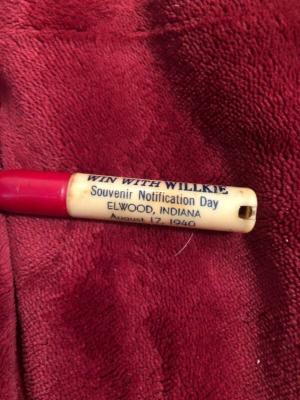 WIN WITH WILLKIE
Souvenir Notification Day
ELWOOD, INDIANA
August 17, 1940